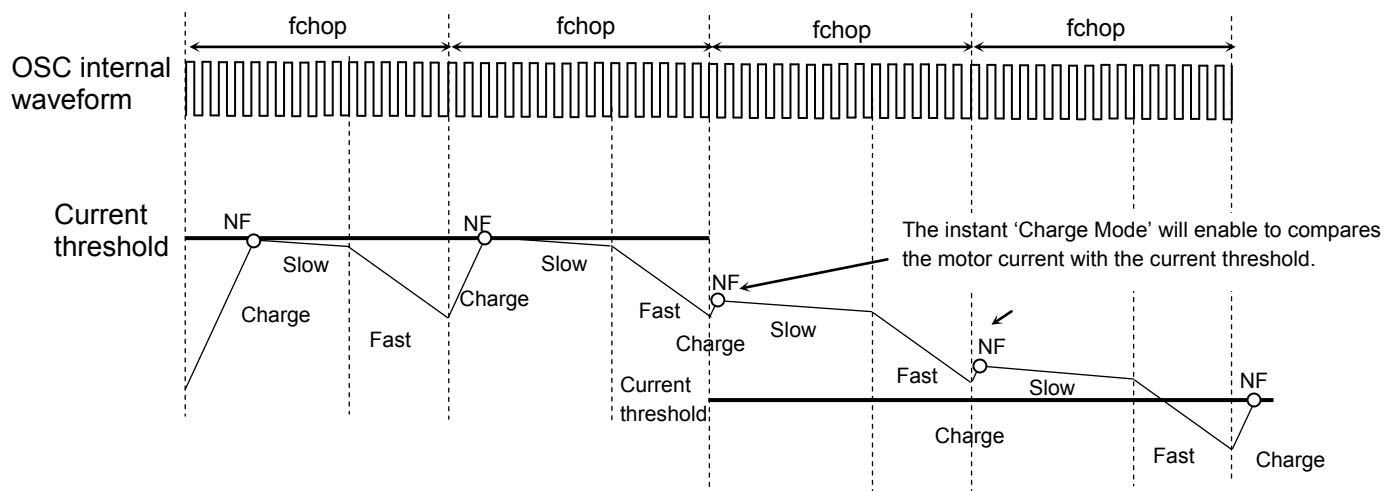 fchop
fchop
fchop
fchop
OSC internal
waveform
Current
threshold
NF
Slow
Charge
Fast
NF
Slow
Charge
Fast
The instant ‘Charge Mode’ will enable to compares
the motor current with the current threshold.
NF
Charge
Slow
Fast
NF
Slow
Current
threshold
NF
Charge
Fast
Charge